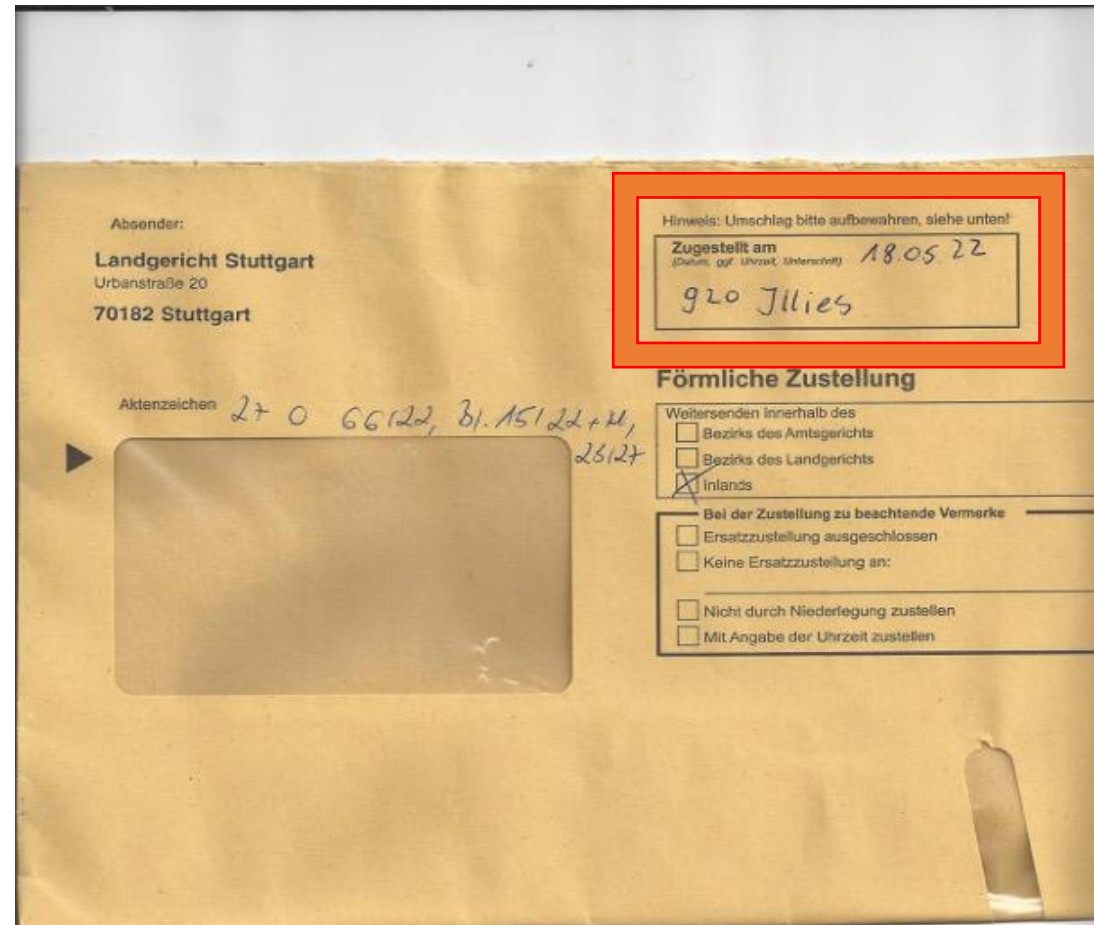 Absender:
Landgericht Stuttgart
Urbanstraße 20
70182 Stuttgart
Hinweis: Umschlag bitte aufbewahren, siehe unten!
Zugestellt am 18.05.22
(Datum, ggf. Uhrzeit, Unterschrift)
920 Illies
Förmliche Zustellung
Aktenzeichen 27 O 66/22, Bl. 15/22
26/27
Weitersenden innerhalb des
Bezirks des Amtsgerichts
Bezirks des Landgerichts
Inlands
Bei der Zustellung zu beachtende Vermerke
Ersatzzustellung ausgeschlossen
Keine Ersatzzustellung an:
Nicht durch Niederlegung zustellen
Mit Angabe der Uhrzeit zustellen